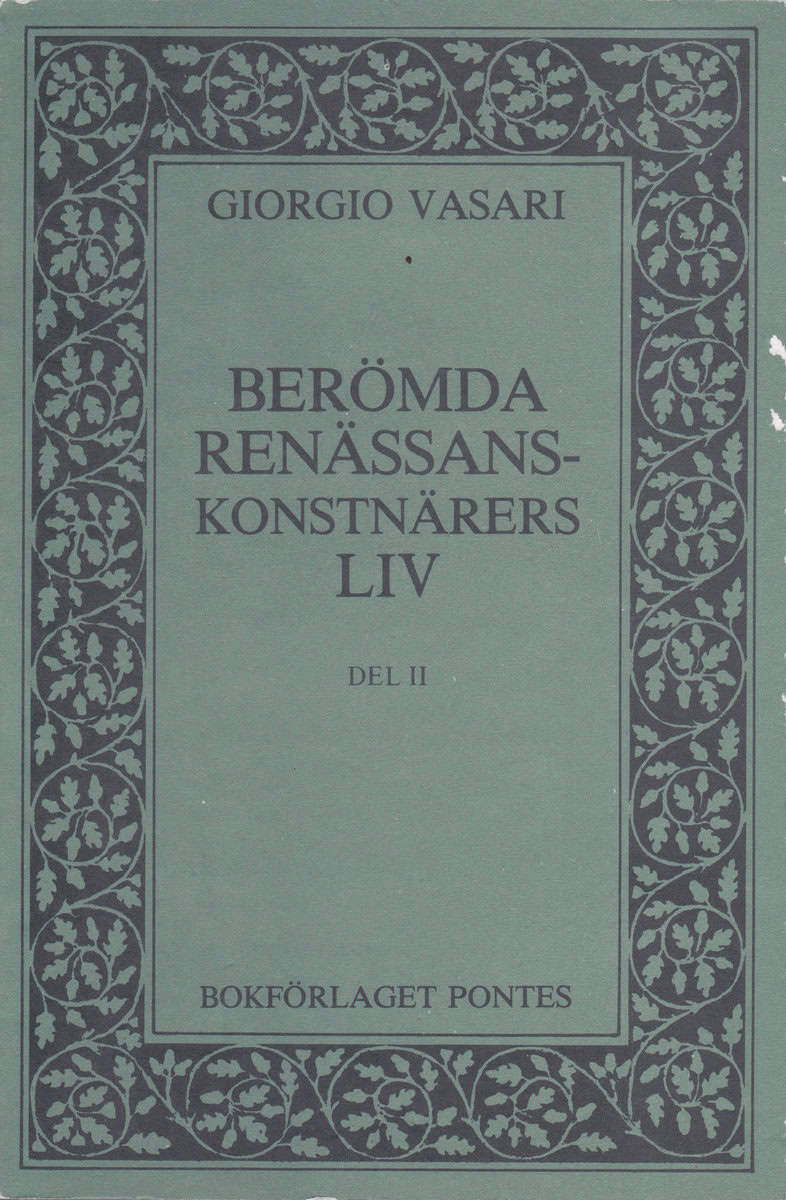 GIORGIO VASARI
BERÖMDA
RENÄSSANS-
KONSTNÄRERS
LIV
DEL II
BOKFÖRLAGET PONTES